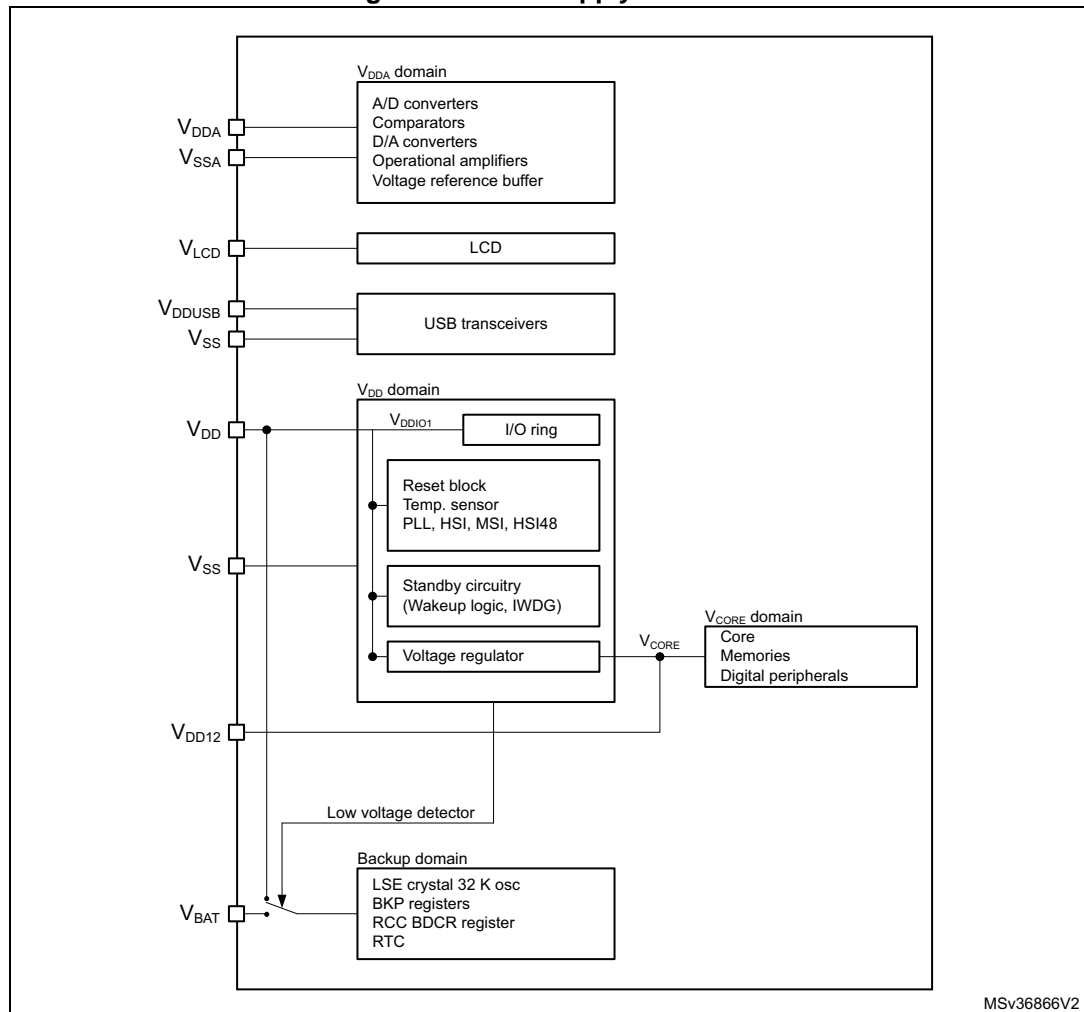 V_DDA domain
A/D converters
Comparators
D/A converters
Operational amplifiers
Voltage reference buffer
V_DDA
V_SSA
V_LCD
LCD
V_DDUSB
V_SS
USB transceivers
V_DD domain
V_DD
V_DDIO1
I/O ring
Reset block
Temp. sensor
PLL, HSI, MSI, HSI48
V_SS
Standby circuitry
(Wakeup logic, IWDG)
Voltage regulator
V_CORE
V_CORE domain
Core
Memories
Digital peripherals
V_DD12
Low voltage detector
Backup domain
LSE crystal 32 K osc
BKP registers
RCC BDCR register
RTC
V_BAT
MSv36866V2